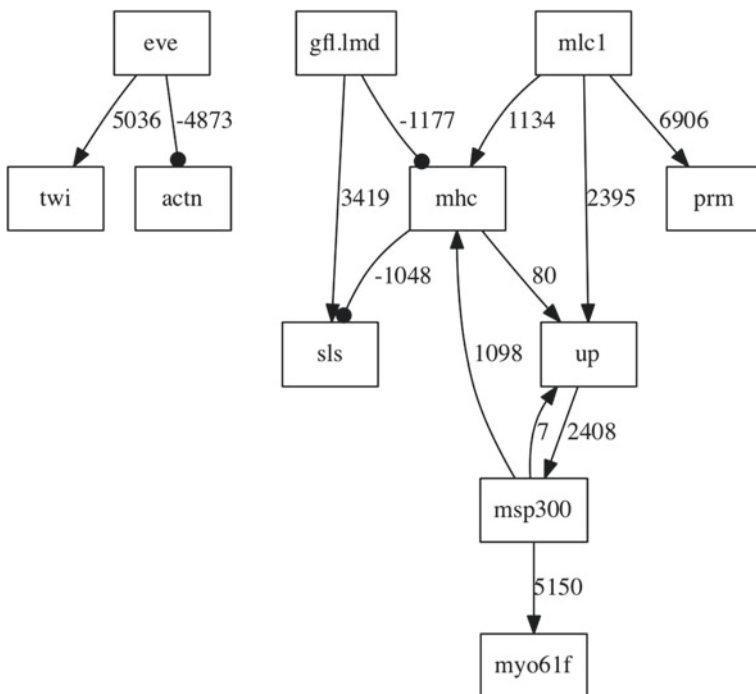 eve gfl.lmd mlc1
5036 -4873 -1177 1134 6906
twi actn 3419 mhc 2395 prm
-1048 80
sls 1098 up
7 2408
msp300
5150
myo61f